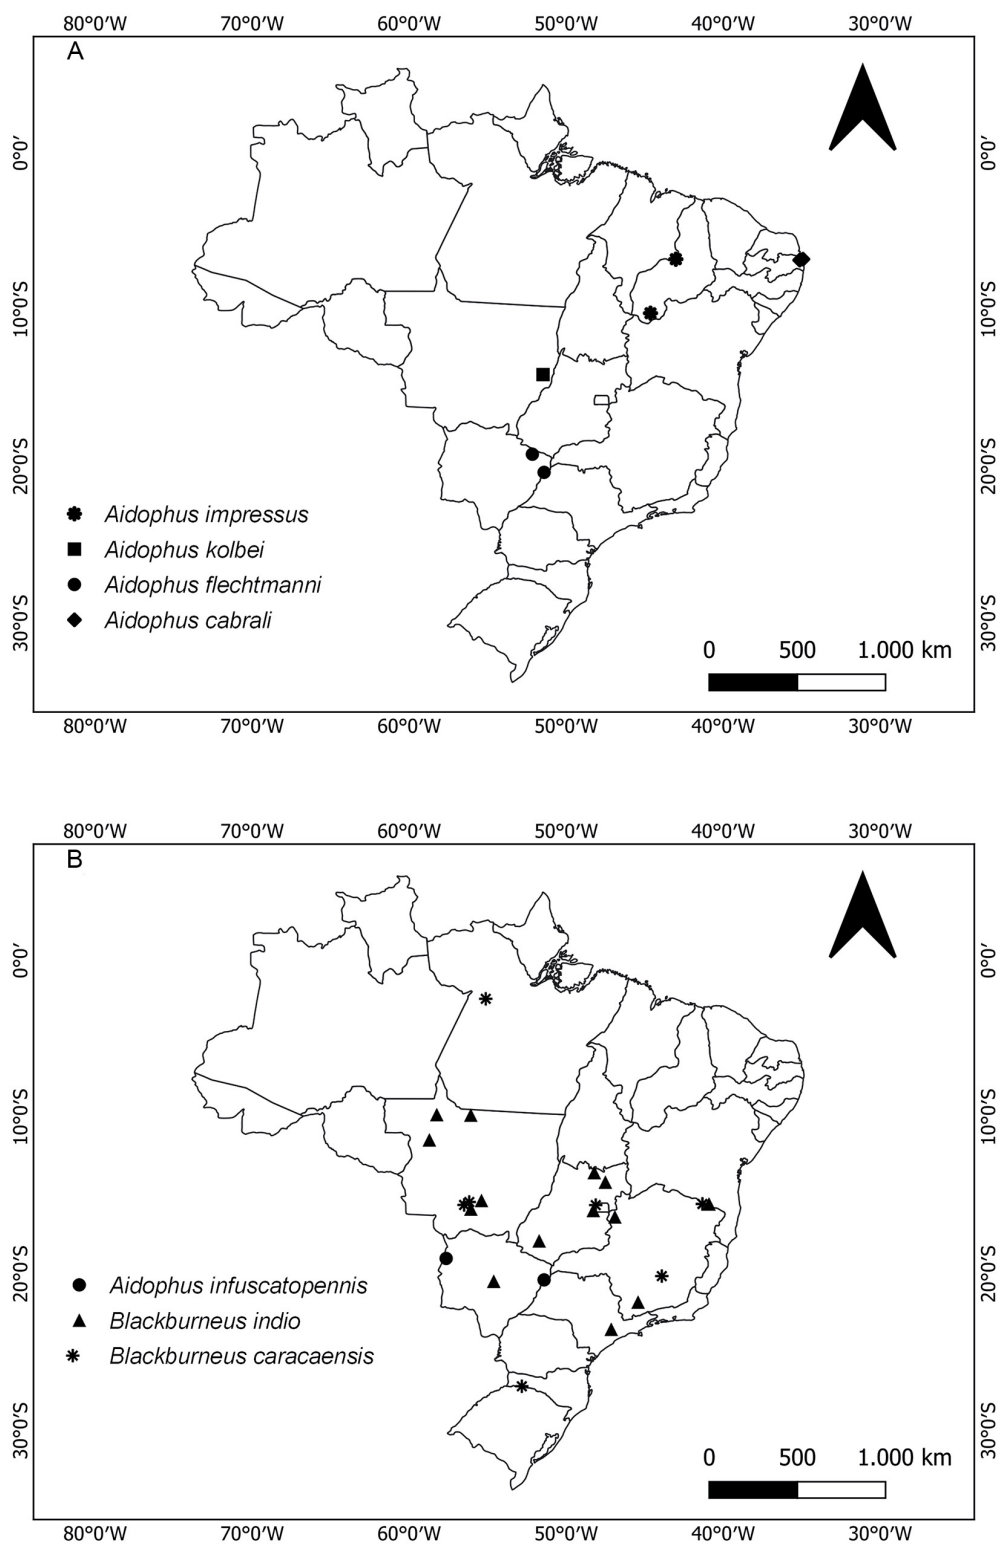 80°0'W 70°0'W 60°0'W 50°0'W 40°0'W 30°0'W
A
0°0' 0°0'
10°0'S 10°0'S
20°0'S 20°0'S
Aidophus impressus
Aidophus kolbei
Aidophus flechtmanni
30°0'S 30°0'S
Aidophus cabrali
0 500 1.000 km
80°0'W 70°0'W 60°0'W 50°0'W 40°0'W 30°0'W
80°0'W 70°0'W 60°0'W 50°0'W 40°0'W 30°0'W
B
0°0' 0°0'
10°0'S 10°0'S
20°0'S 20°0'S
Aidophus infuscatopennis
Blackburneus indio
Blackburneus caracaensis
30°0'S 30°0'S
0 500 1.000 km
80°0'W 70°0'W 60°0'W 50°0'W 40°0'W 30°0'W